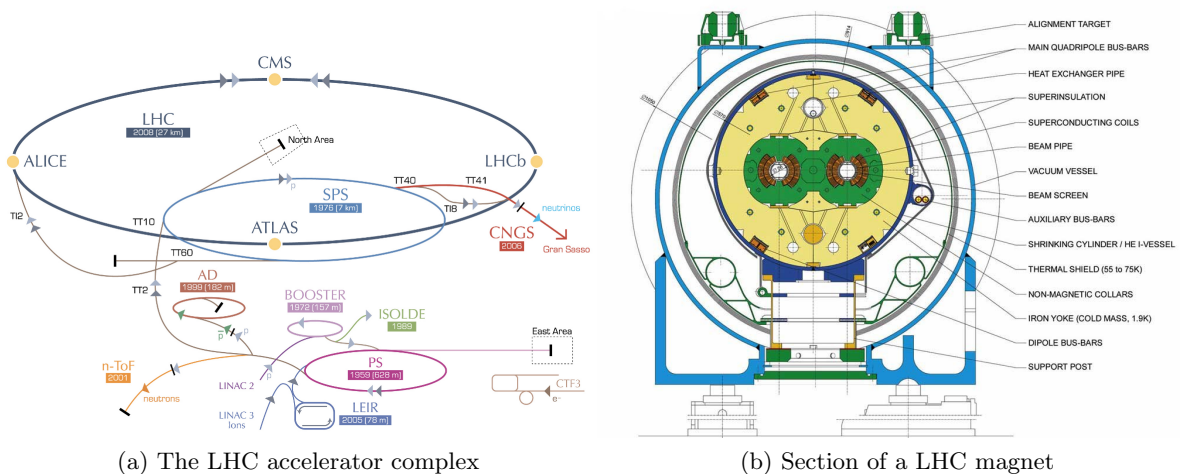 CMS
LHC
2008 (27 km)
North Area
ALICE
LHCb
TT40
TT41
SPS
1976 (7 km)
p
TI2
TT10
TI8
neutrinos
ATLAS
CNGS
2006
Gran Sasso
TT60
AD
1999 (182 m)
TT2
BOOSTER
1972 (157 m)
ISOLDE
1989
p
p
East Area
n-ToF
2001
PS
1959 (628 m)
p
LINAC 2
neutrons
CTF3
e-
LEIR
2005 (78 m)
LINAC 3
Ions
(a) The LHC accelerator complex
ALIGNMENT TARGET
MAIN QUADRIPOLE BUS-BARS
HEAT EXCHANGER PIPE
SUPERINSULATION
SUPERCONDUCTING COILS
BEAM PIPE
VACUUM VESSEL
BEAM SCREEN
AUXILIARY BUS-BARS
SHRINKING CYLINDER / HE I-VESSEL
THERMAL SHIELD (55 to 75K)
NON-MAGNETIC COLLARS
IRON YOKE (COLD MASS, 1.9K)
DIPOLE BUS-BARS
SUPPORT POST
(b) Section of a LHC magnet